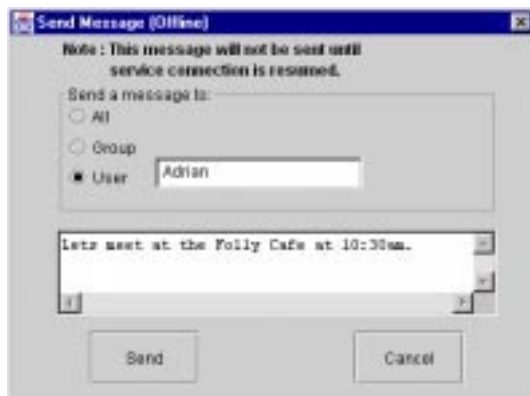 Send Message (Offline)
Note : This message will not be sent until
service connection is resumed.
Send a message to:
All
Group
User
Adrian
Lets meet at the Folly Cafe at 10:30am.
Send
Cancel